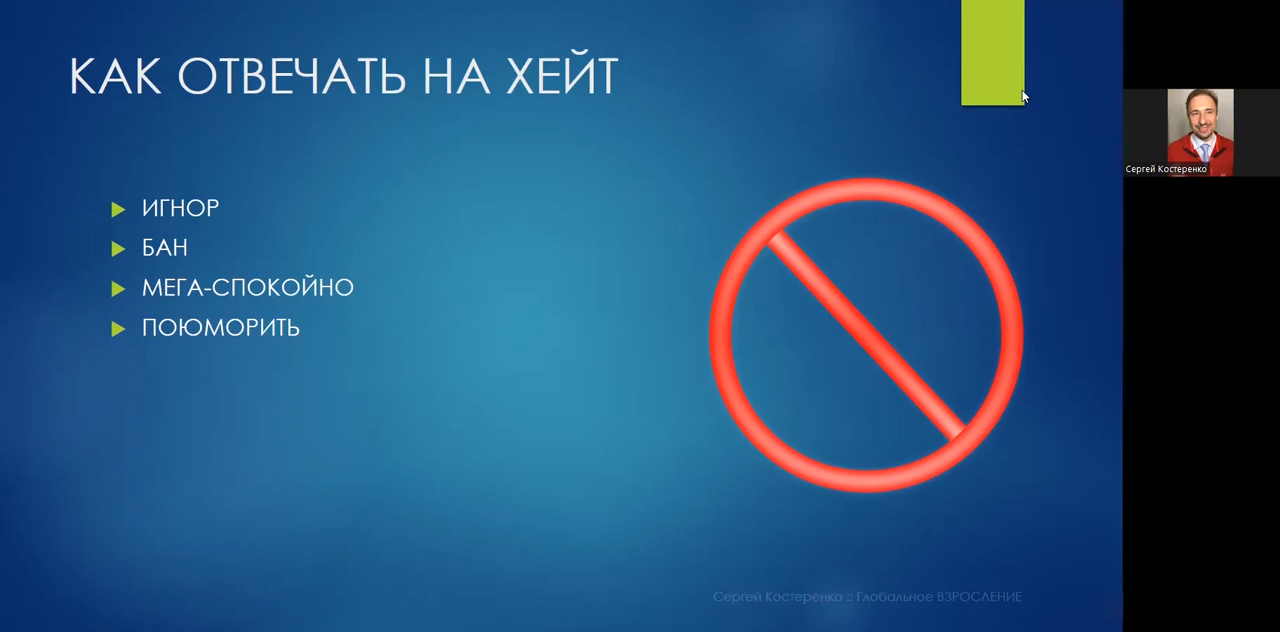 КАК ОТВЕЧАТЬ НА ХЕЙТ
ИГНОР
БАН
МЕГА-СПОКОЙНО
ПОЮМОРИТЬ
Сергей Костеренко :: Глобальное ВЗРОСЛЕНИЕ
Сергей Костеренко